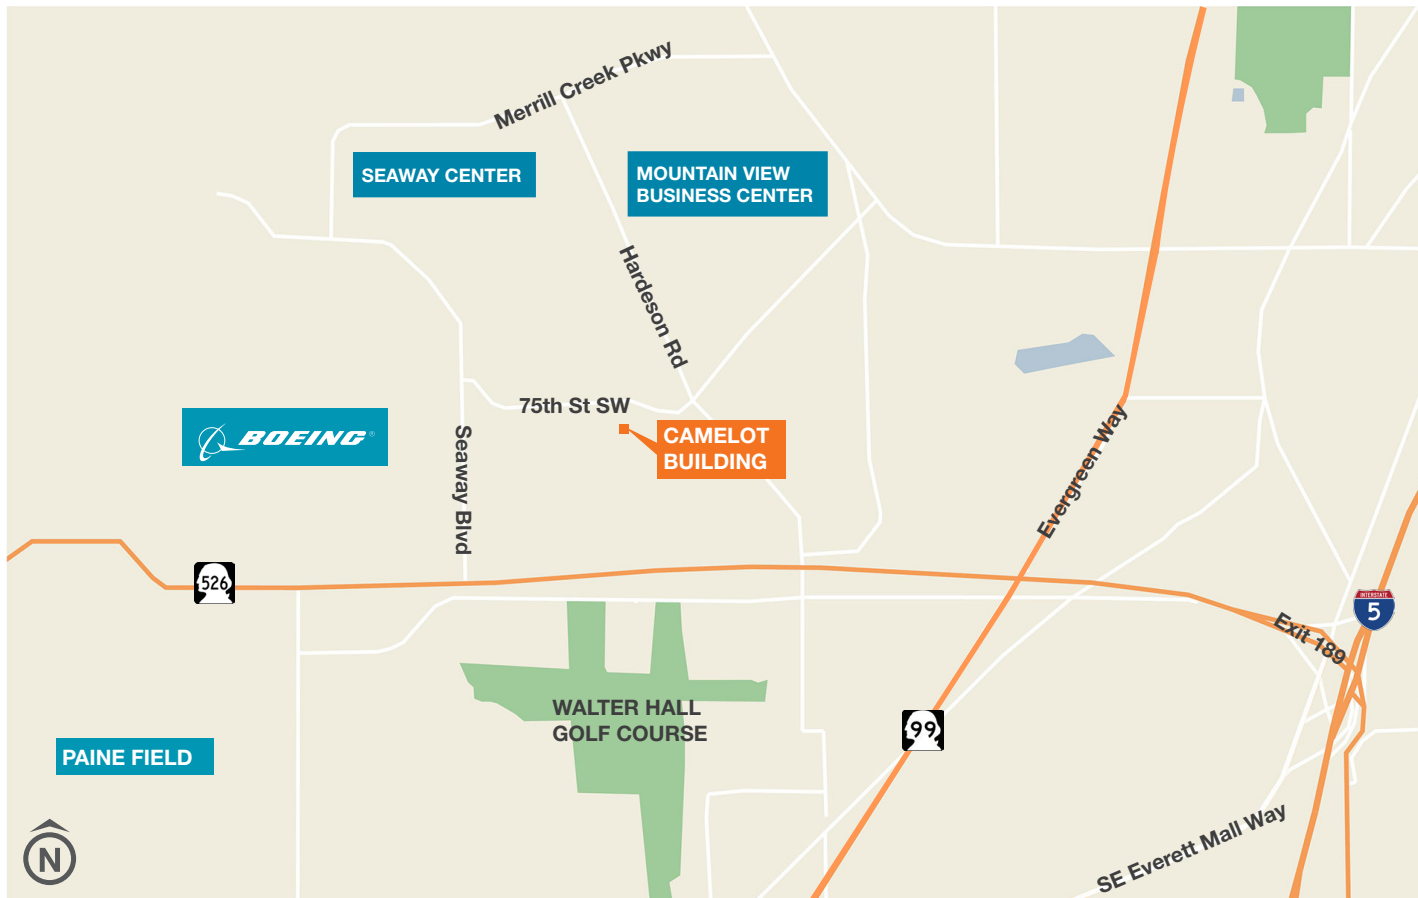 Merrill Creek Pkwy
SEAWAY CENTER
MOUNTAIN VIEW
BUSINESS CENTER
Hardeson Rd
75th St SW
CAMELOT
BUILDING
BOEING®
Seaway Blvd
Evergreen Way
526
INTERSTATE
5
Exit 189
WALTER HALL
GOLF COURSE
99
PAINE FIELD
SE Everett Mall Way
N